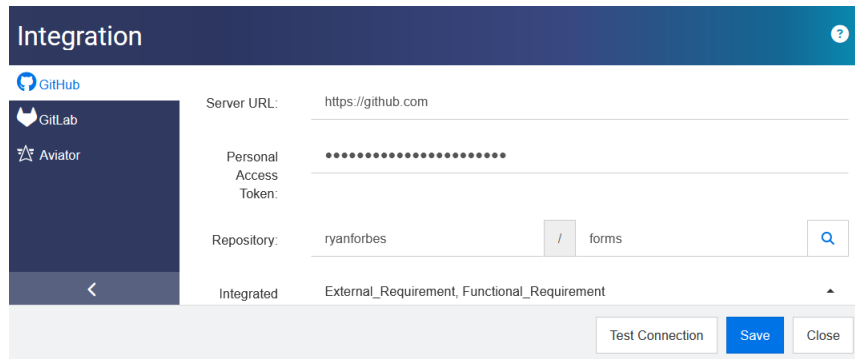 Integration
?
GitHub
GitLab
Aviator
Server URL: https://github.com
Personal
Access
Token: ●●●●●●●●●●●●●●●●●●●●●●●
Repository: ryanforbes / forms
Integrated External_Requirement, Functional_Requirement
Test Connection Save Close